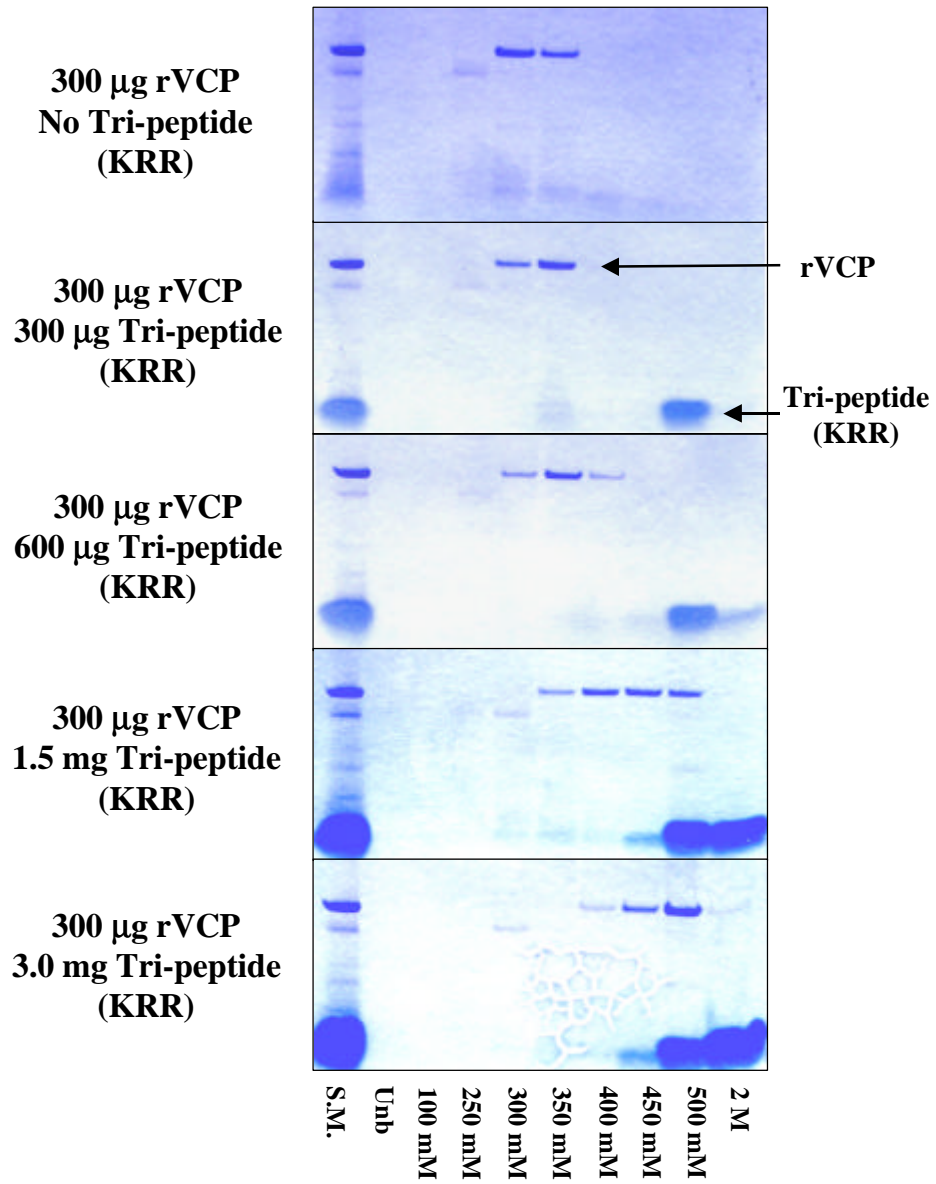 300 μg rVCP
No Tri-peptide
(KRR)
300 μg rVCP
300 μg Tri-peptide
(KRR)
rVCP
Tri-peptide
(KRR)
300 μg rVCP
600 μg Tri-peptide
(KRR)
300 μg rVCP
1.5 mg Tri-peptide
(KRR)
300 μg rVCP
3.0 mg Tri-peptide
(KRR)
S.M.
Unb
100 mM
250 mM
300 mM
350 mM
400 mM
450 mM
500 mM
2 M